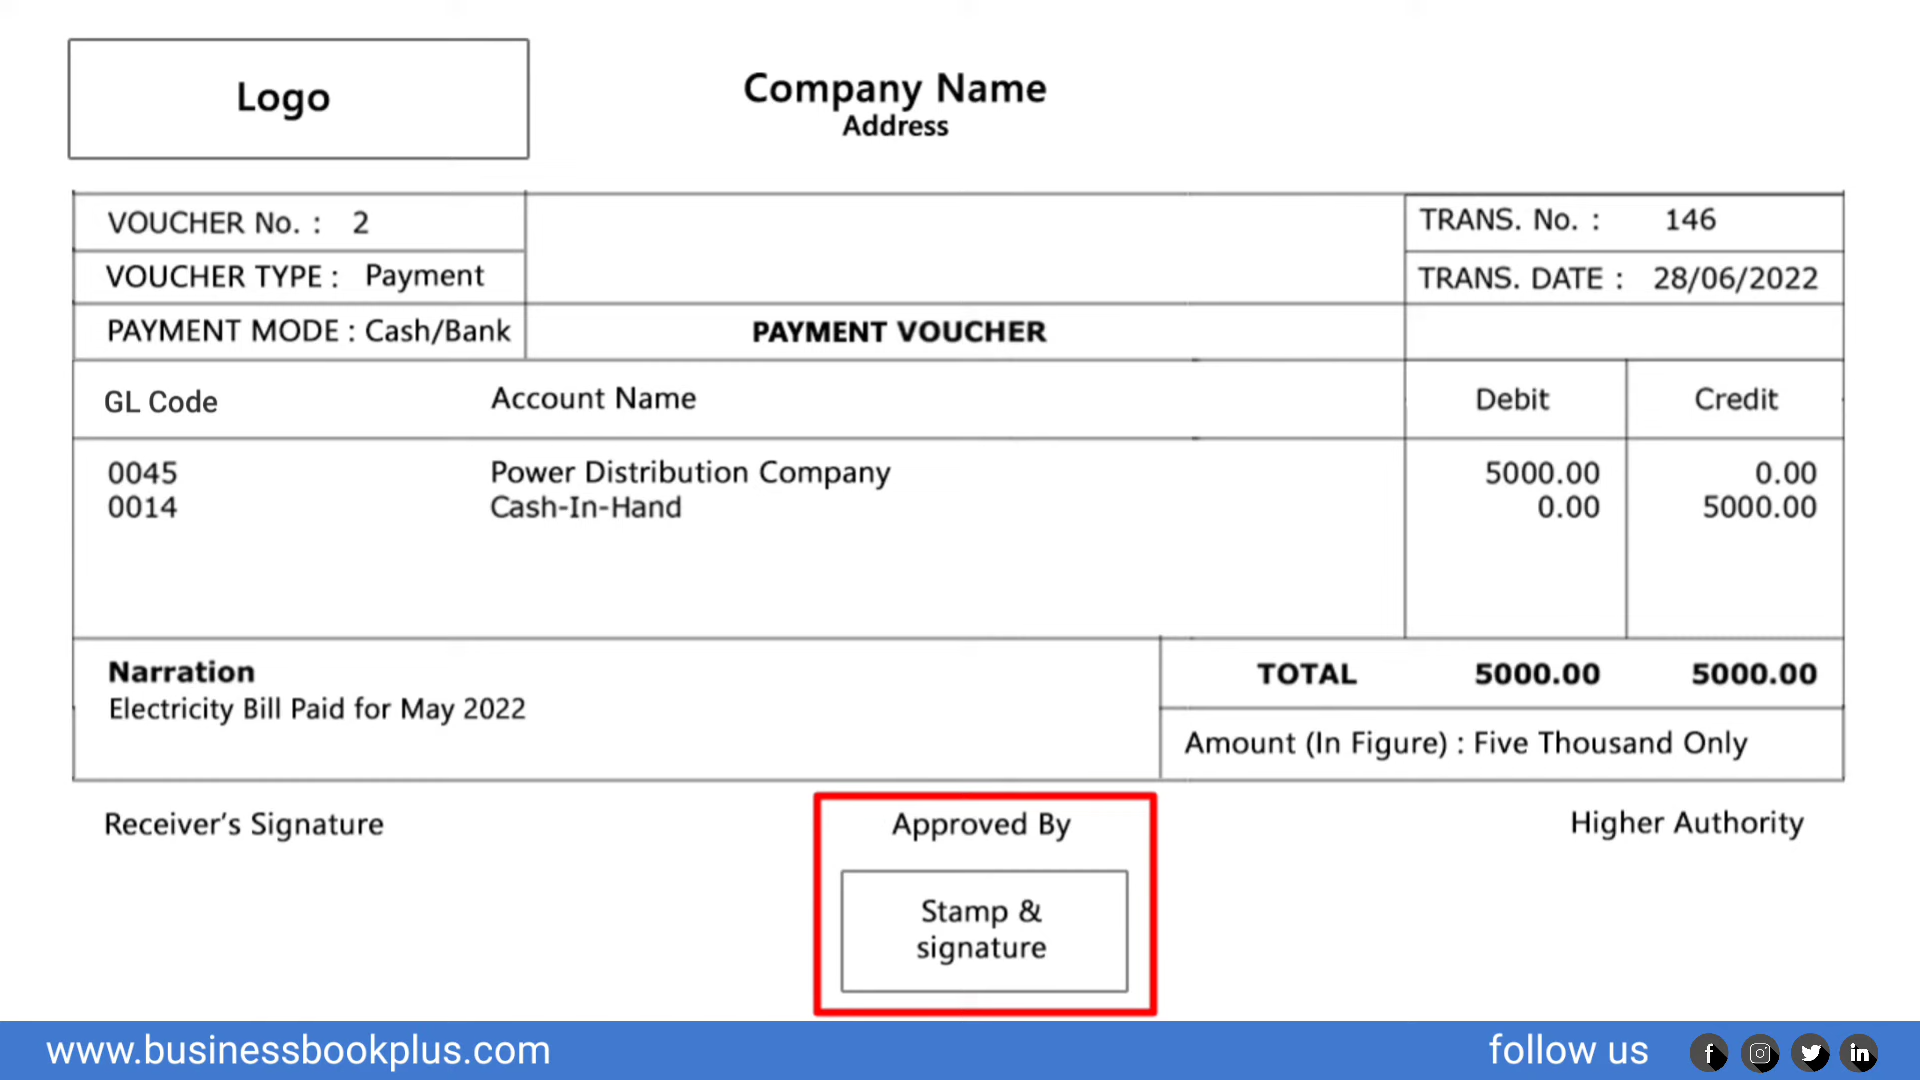 Logo
Company Name
Address
VOUCHER No. : 2
TRANS. No. : 146
VOUCHER TYPE : Payment
TRANS. DATE : 28/06/2022
PAYMENT MODE : Cash/Bank
PAYMENT VOUCHER
GL Code Account Name Debit Credit
0045 Power Distribution Company 5000.00 0.00
0014 Cash-In-Hand 0.00 5000.00
Narration
Electricity Bill Paid for May 2022
TOTAL 5000.00 5000.00
Amount (In Figure) : Five Thousand Only
Receiver’s Signature
Approved By
Higher Authority
Stamp &
signature
www.businessbookplus.com
follow us